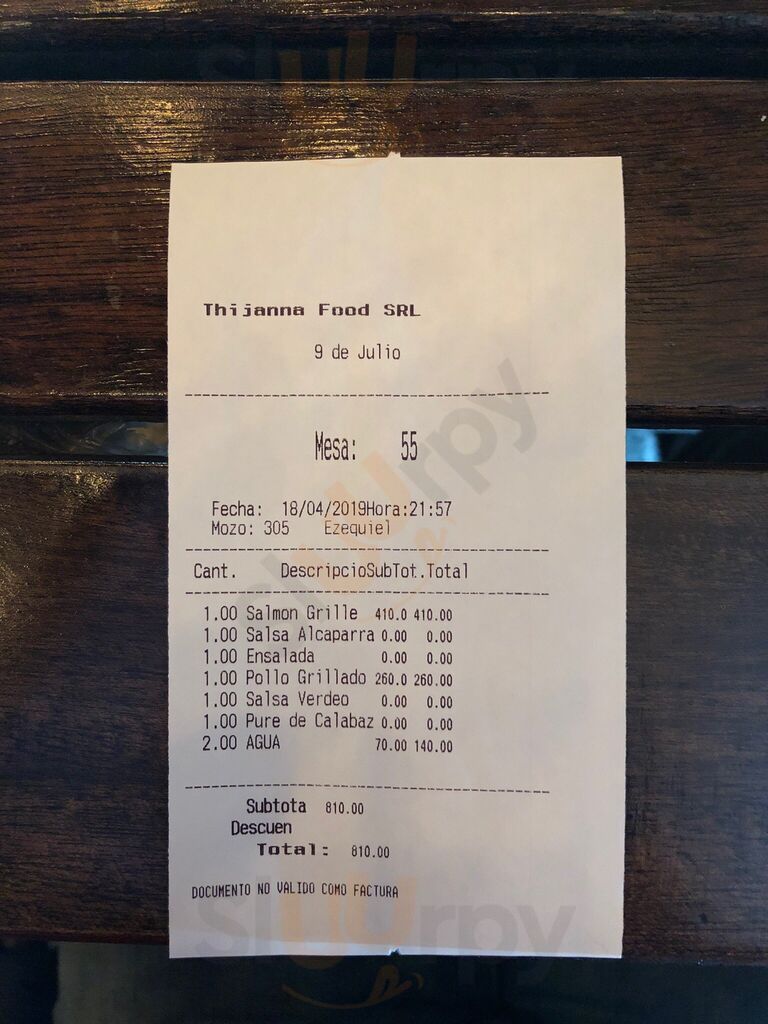 Thijanna Food SRL
9 de Julio
Mesa: 55
Fecha: 18/04/2019Hora:21:57
Mozo: 305 Ezequiel
Cant. DescripcioSubTot.Total
1.00 Salmon Grille 410.0 410.00
1.00 Salsa Alcaparra 0.00 0.00
1.00 Ensalada 0.00 0.00
1.00 Pollo Grillado 260.0 260.00
1.00 Salsa Verdeo 0.00 0.00
1.00 Pure de Calabaz 0.00 0.00
2.00 AGUA 70.00 140.00
Subtota 810.00
Descuen
Total: 810.00
DOCUMENTO NO VALIDO COMO FACTURA
sluurpy
sluurpy
sluurpy